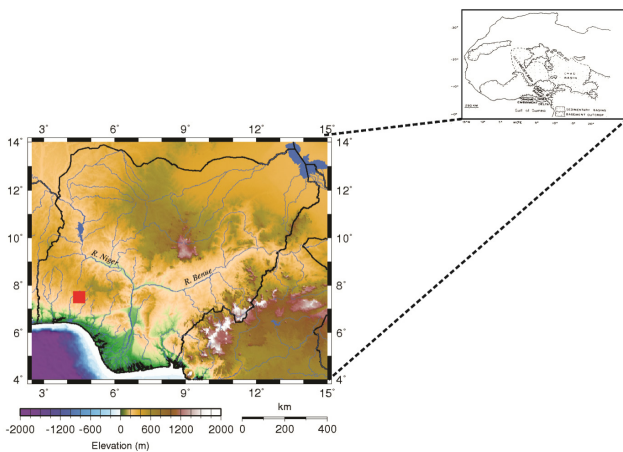 CHAD
BASIN
Gulf of Guinea
SEDIMENTARY BASINS
BASEMENT OUTCROP
3° 6° 9° 12° 15°
14° 14°
12° 12°
10° 10°
R. Niger
R. Benue
8° 8°
6° 6°
4° 4°
3° 6° 9° 12° 15°
km
-2000 -1200 -600 0 600 1200 2000
0 200 400
Elevation (m)